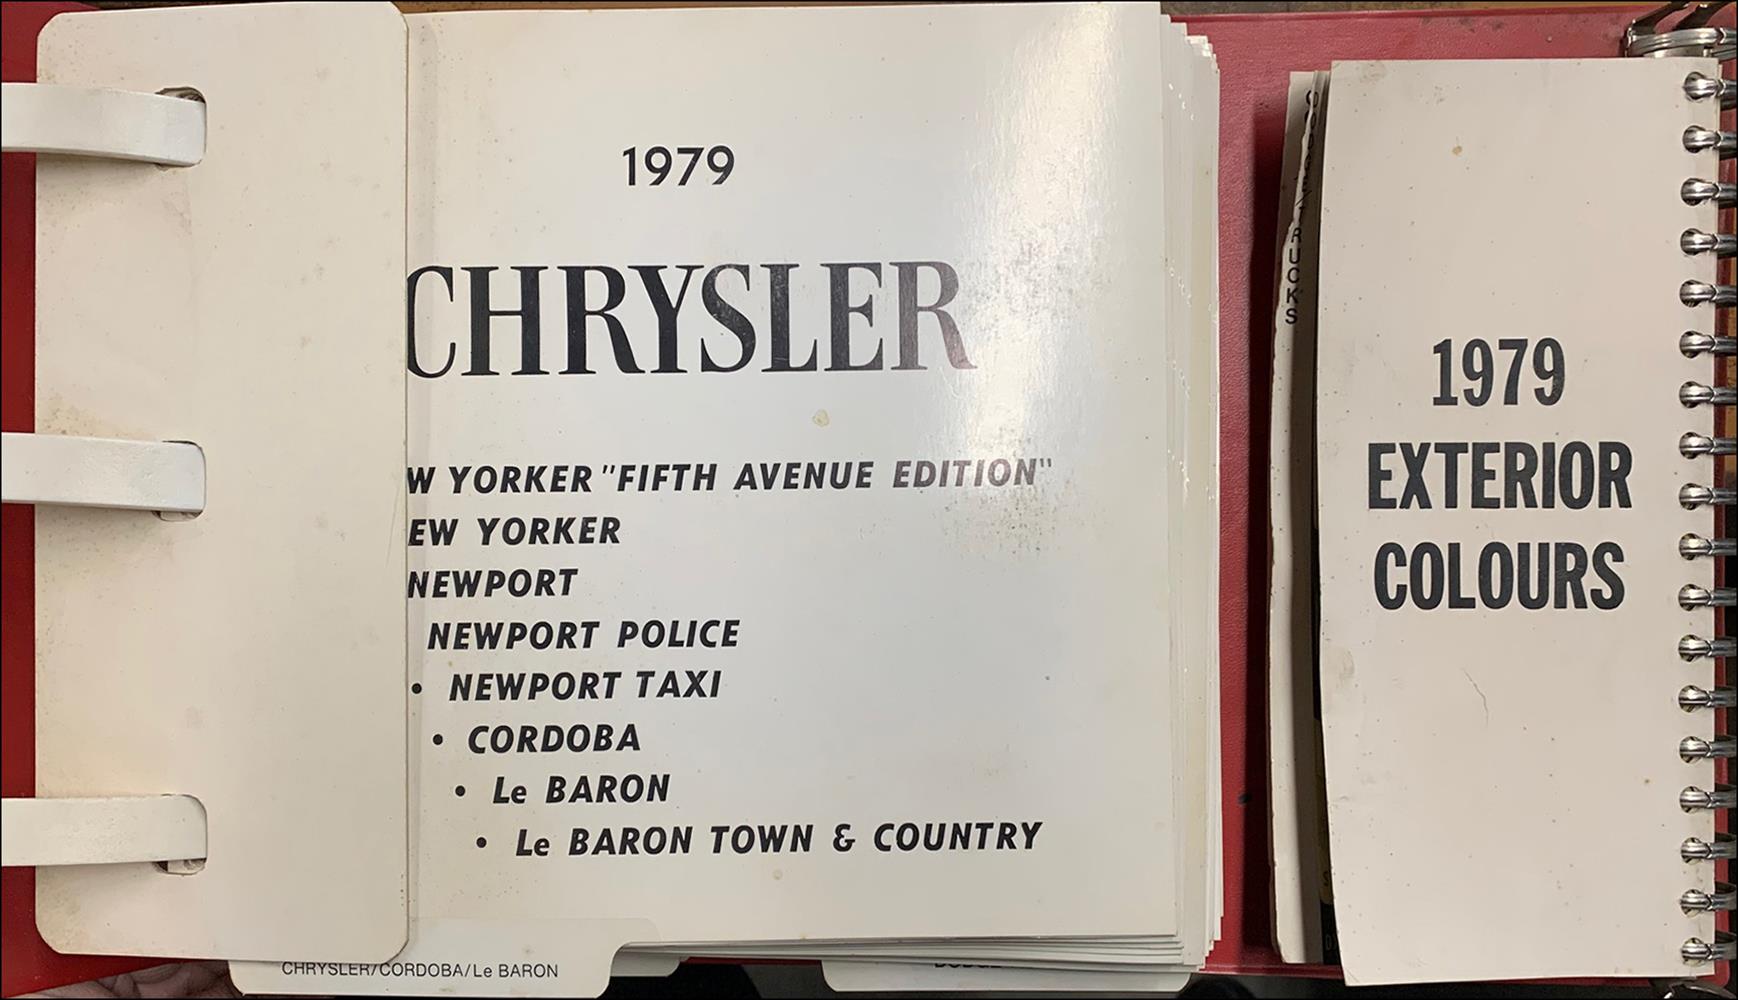 1979
CHRYSLER
W YORKER "FIFTH AVENUE EDITION"
EW YORKER
NEWPORT
NEWPORT POLICE
• NEWPORT TAXI
• CORDOBA
• Le BARON
• Le BARON TOWN & COUNTRY
CHRYSLER/CORDOBA/Le BARON
TRUCKS
1979
EXTERIOR
COLOURS